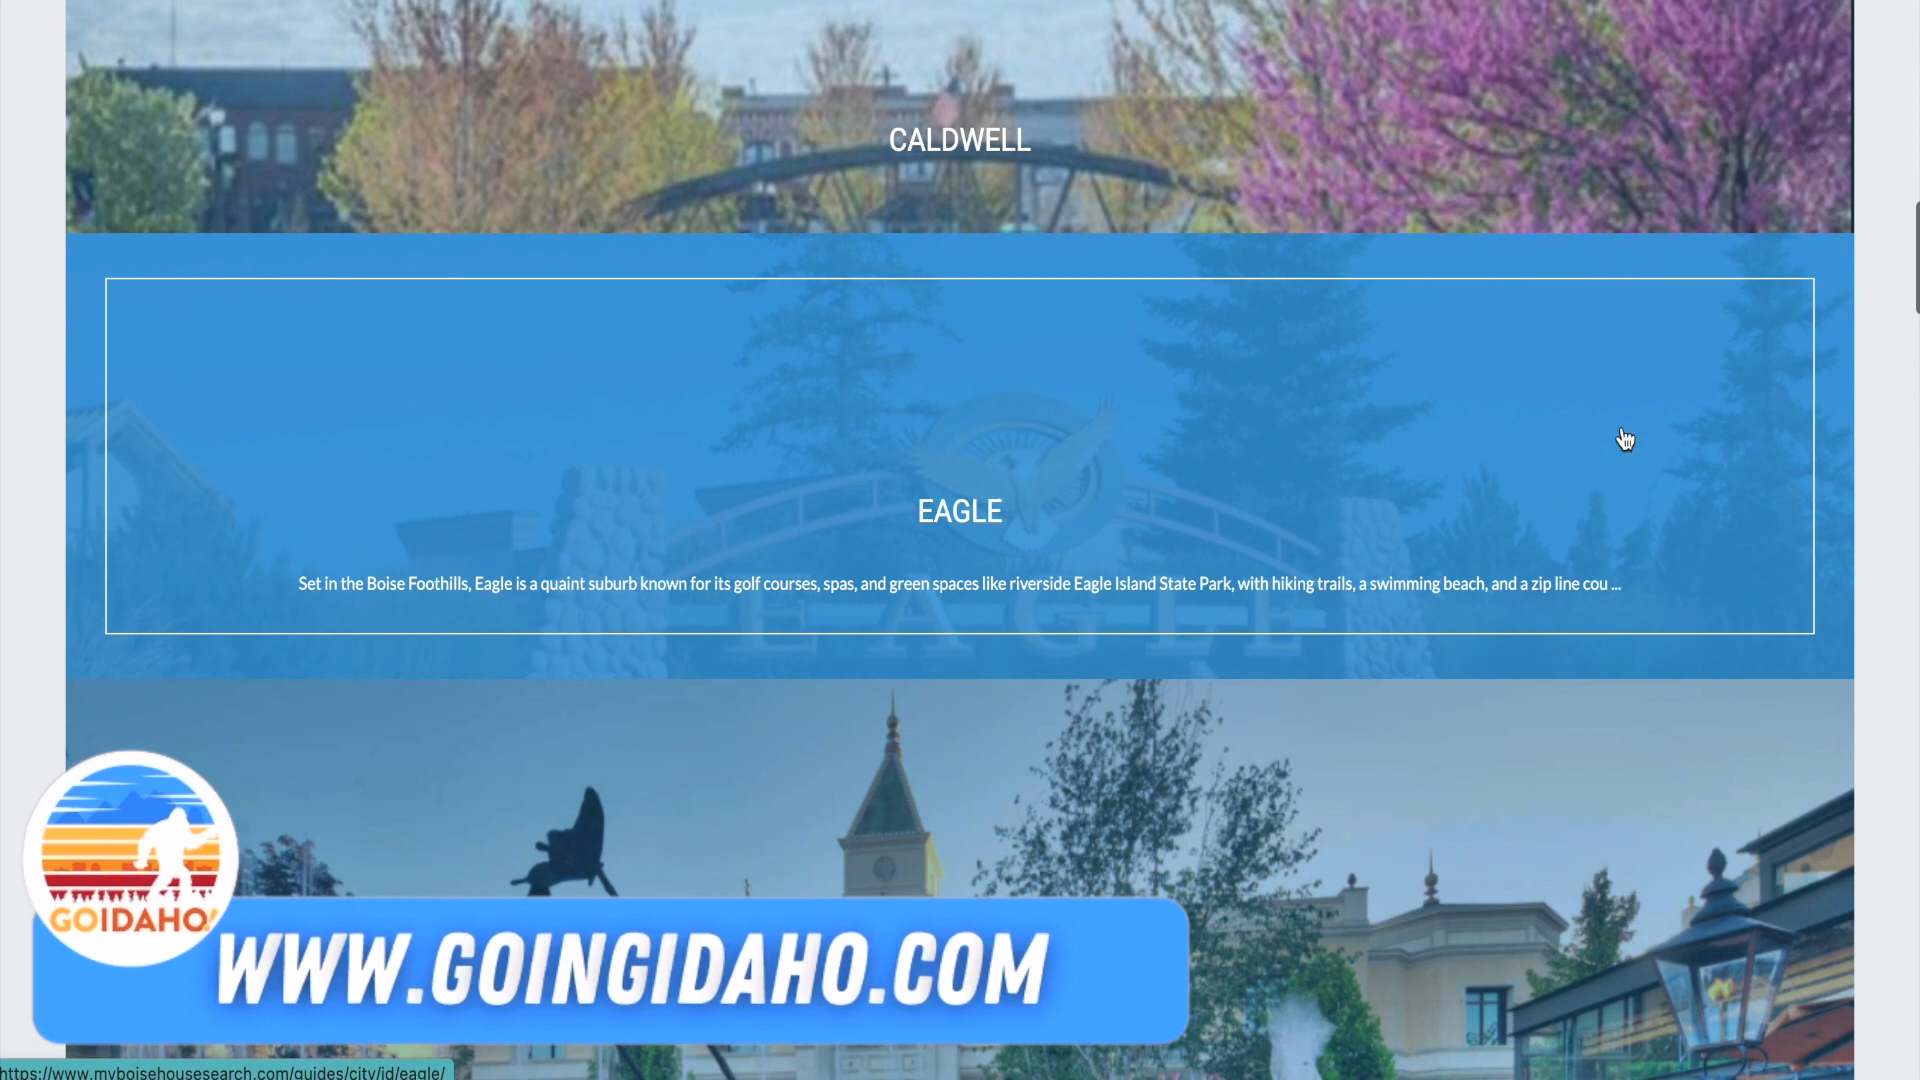 CALDWELL
EAGLE
Set in the Boise Foothills, Eagle is a quaint suburb known for its golf courses, spas, and green spaces like riverside Eagle Island State Park, with hiking trails, a swimming beach, and a zip line cou ...
EAGLE
GOIDAHO!
WWW.GOINGIDAHO.COM
https://www.myboisehousesearch.com/guides/city/id/eagle/